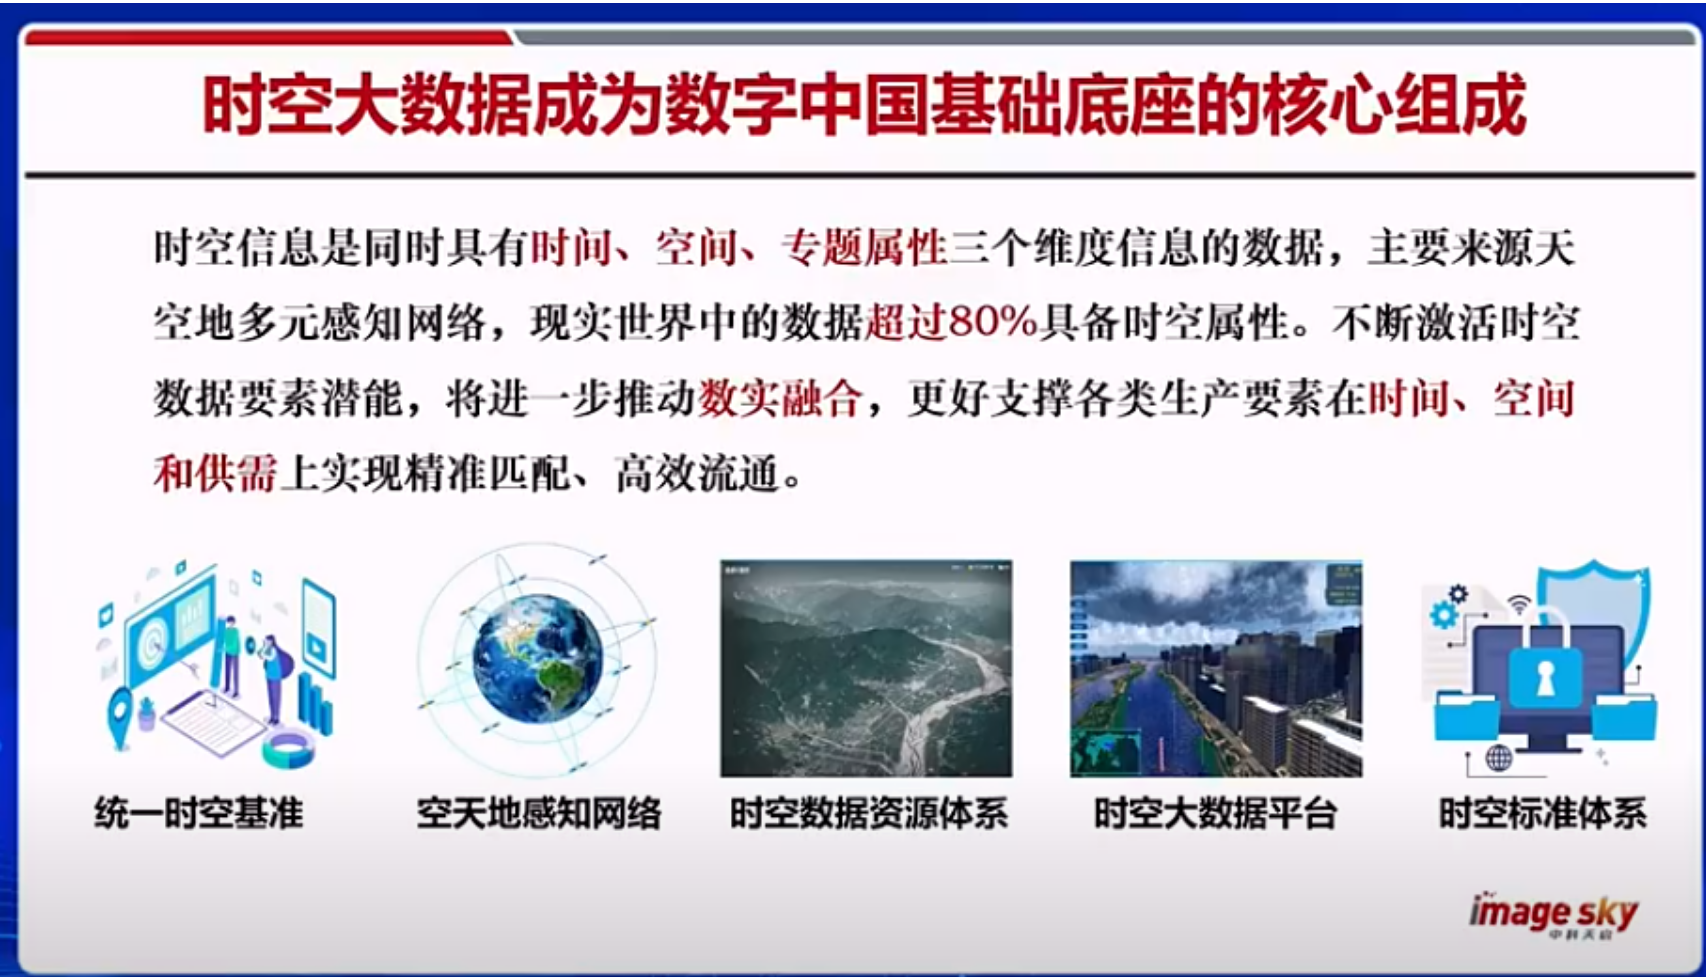 时空大数据成为数字中国基础底座的核心组成
时空信息是同时具有时间、空间、专题属性三个维度信息的数据，主要来源天
空地多元感知网络，现实世界中的数据超过80%具备时空属性。不断激活时空
数据要素潜能，将进一步推动数实融合，更好支撑各类生产要素在时间、空间
和供需上实现精准匹配、高效流通。
统一时空基准
空天地感知网络
时空数据资源体系
时空大数据平台
时空标准体系
image sky
中科天启